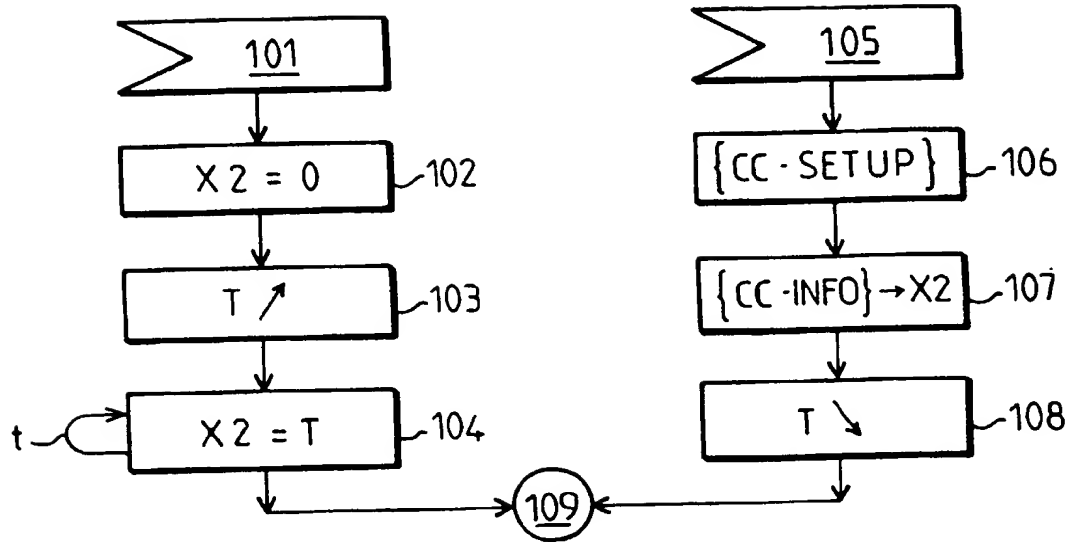 101
X2 = 0
102
T ↗
103
t
X2 = T
104
105
{CC-SETUP}
106
{CC-INFO} → X2
107
T ↘
108
109